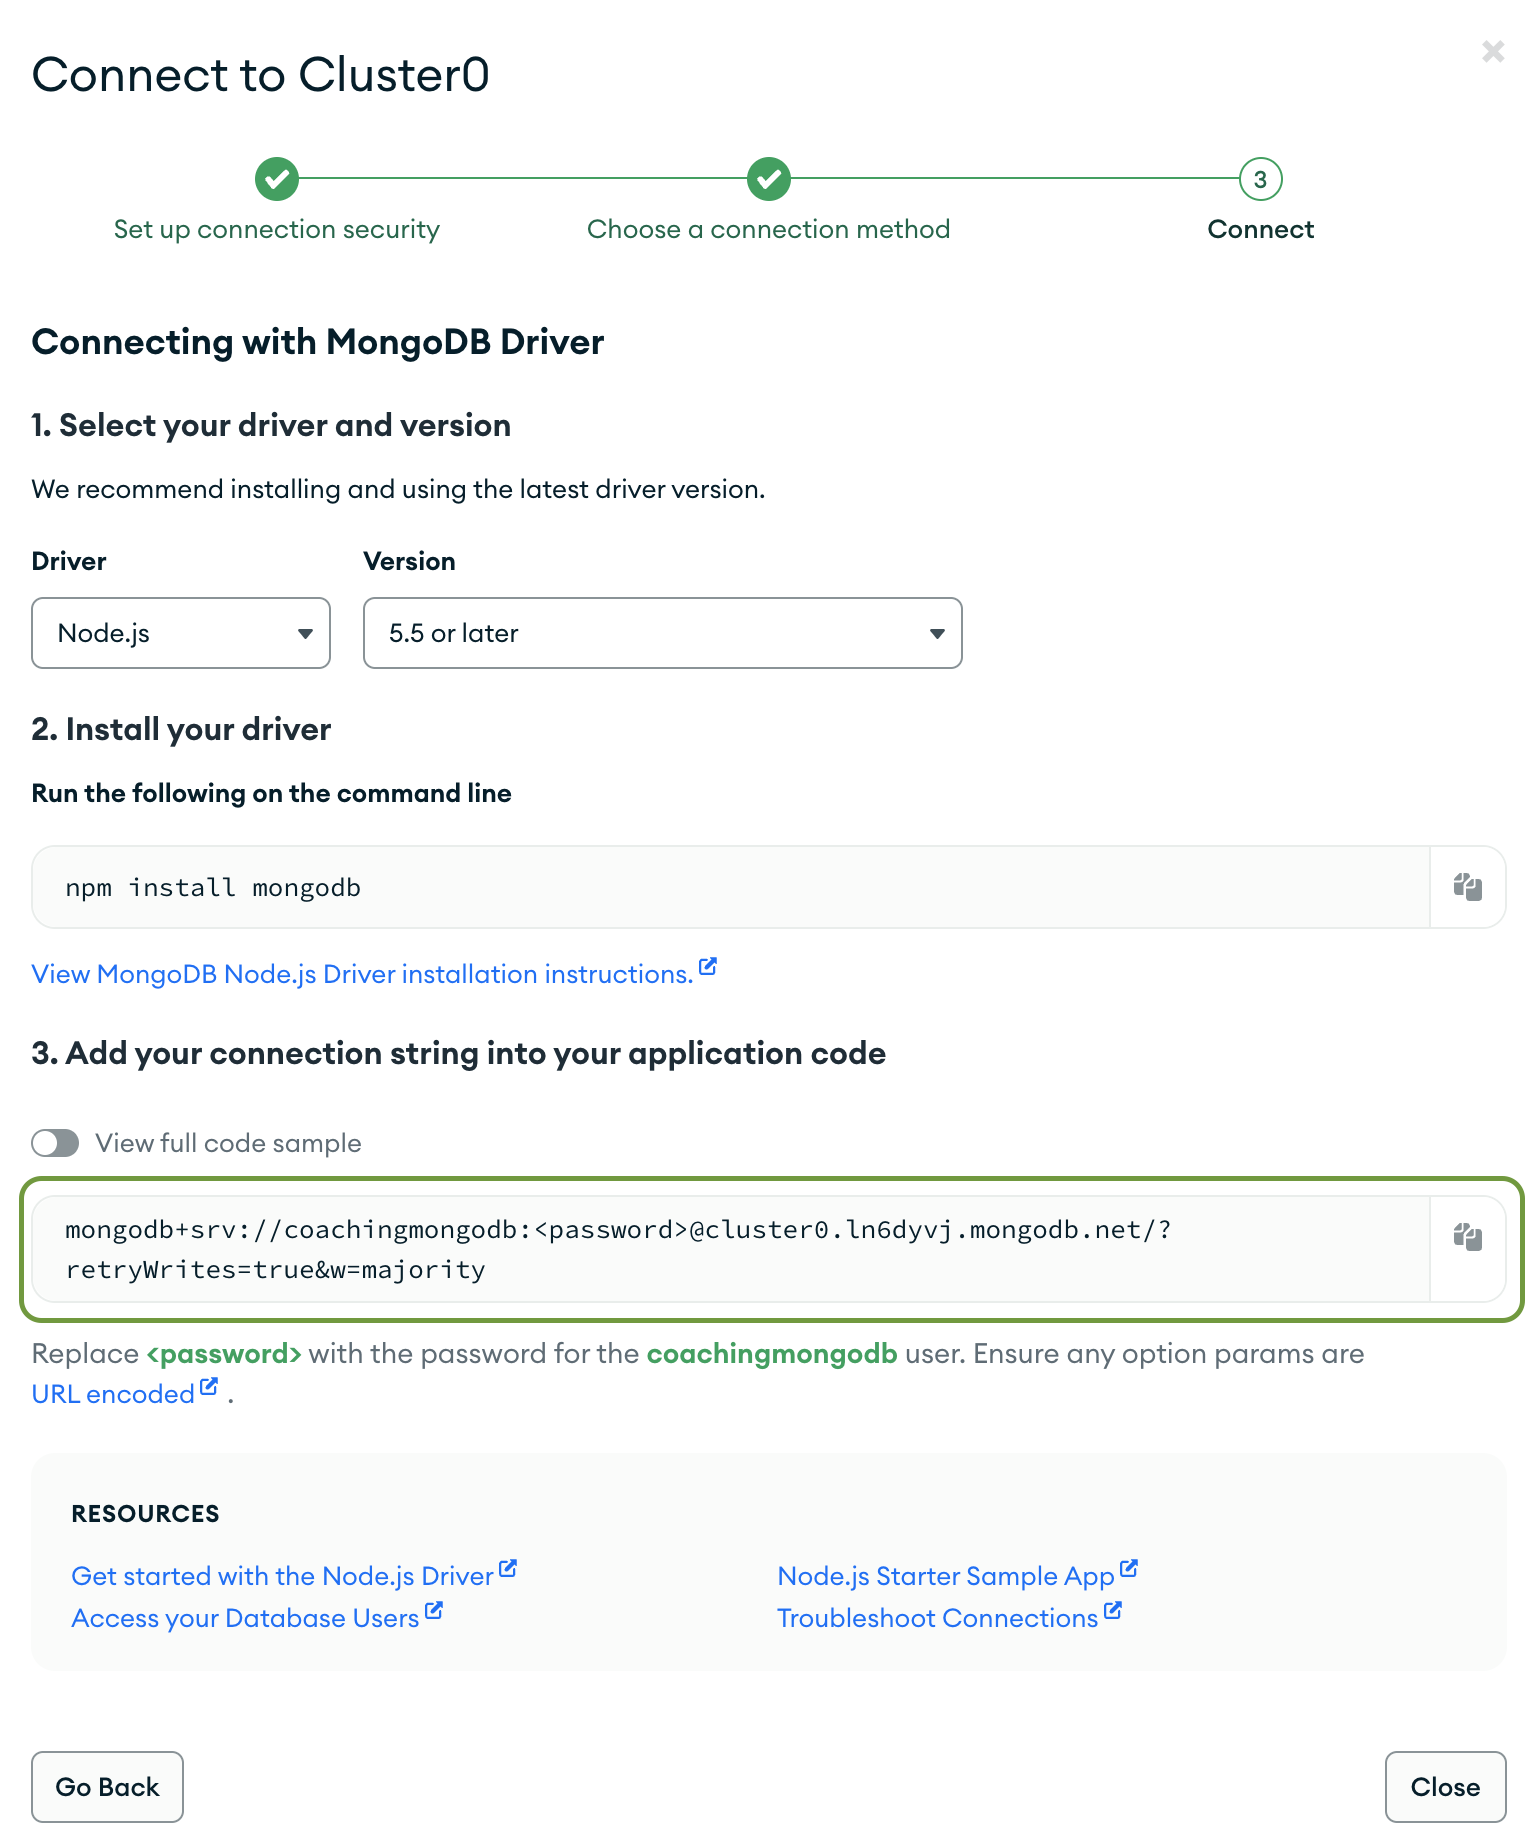 Connect to Cluster0
3
Set up connection security
Choose a connection method
Connect
Connecting with MongoDB Driver
1. Select your driver and version
We recommend installing and using the latest driver version.
Driver
Version
Node.js
5.5 or later
2. Install your driver
Run the following on the command line
npm install mongodb
View MongoDB Node.js Driver installation instructions.
3. Add your connection string into your application code
View full code sample
mongodb+srv://coachingmongodb:<password>@cluster0.ln6dyvj.mongodb.net/?
retryWrites=true&w=majority
Replace <password> with the password for the coachingmongodb user. Ensure any option params are
URL encoded .
RESOURCES
Get started with the Node.js Driver
Node.js Starter Sample App
Access your Database Users
Troubleshoot Connections
Go Back
Close